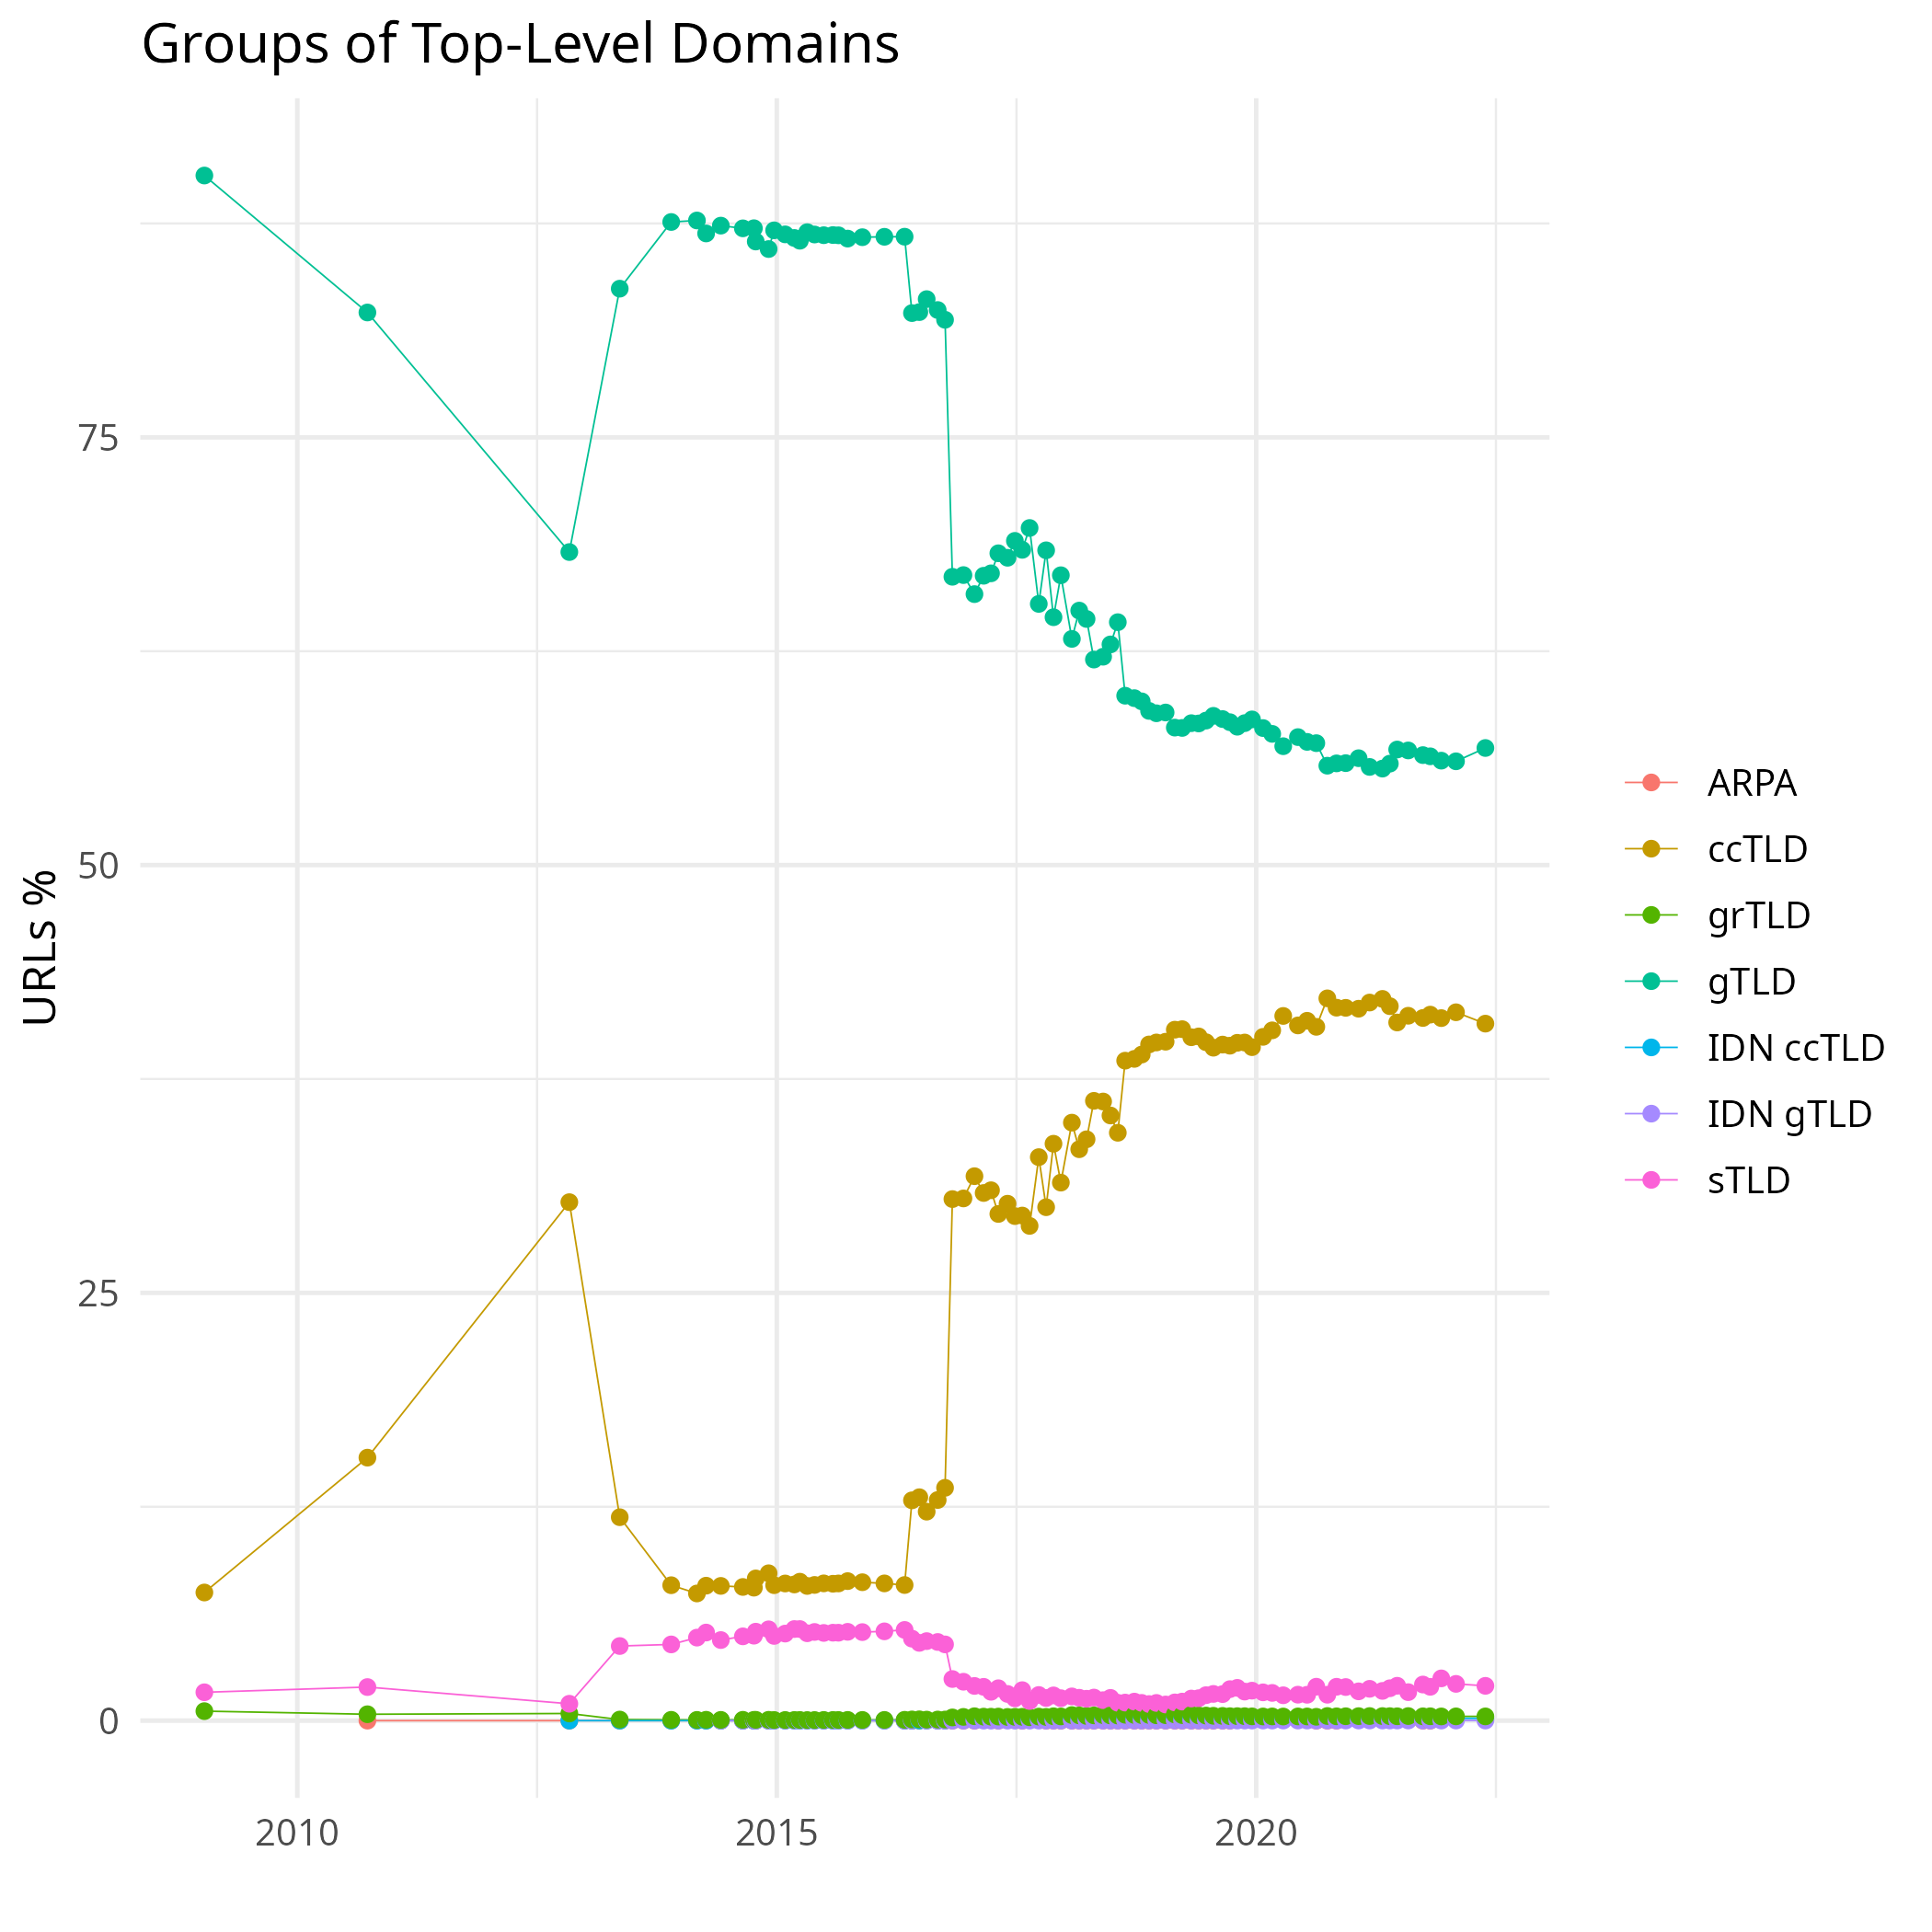 Groups of Top-Level Domains
URLs %
75
50
25
0
2010
2015
2020
ARPA
ccTLD
grTLD
gTLD
IDN ccTLD
IDN gTLD
sTLD